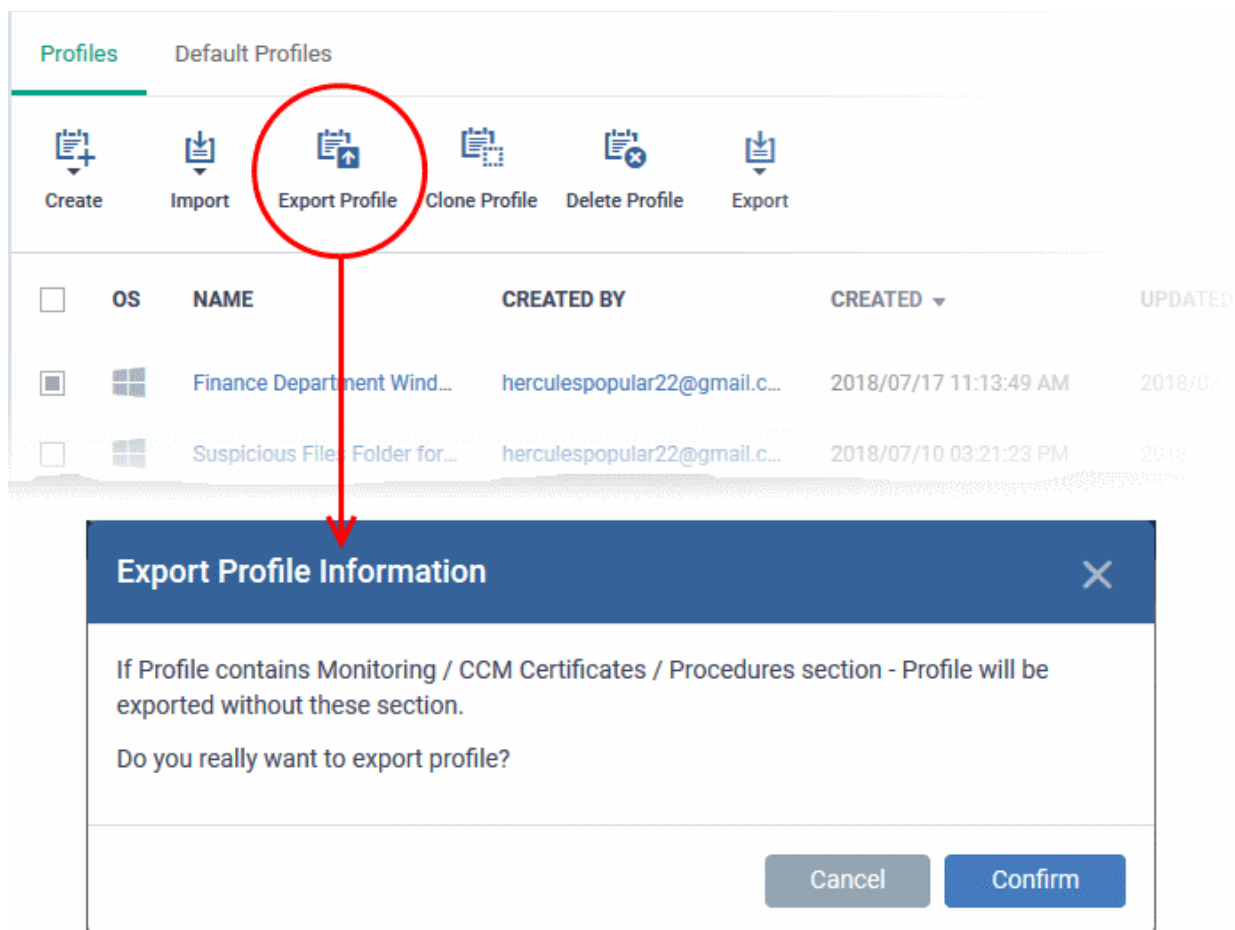 Profiles Default Profiles
Create Import Export Profile Clone Profile Delete Profile Export
OS NAME CREATED BY CREATED UPDATED
Finance Department Wind... herculespopular22@gmail.c... 2018/07/17 11:13:49 AM 2018/0
Suspicious Files Folder for... herculespopular22@gmail.c... 2018/07/10 03:21:23 PM
Export Profile Information
If Profile contains Monitoring / CCM Certificates / Procedures section - Profile will be
exported without these section.
Do you really want to export profile?
Cancel Confirm